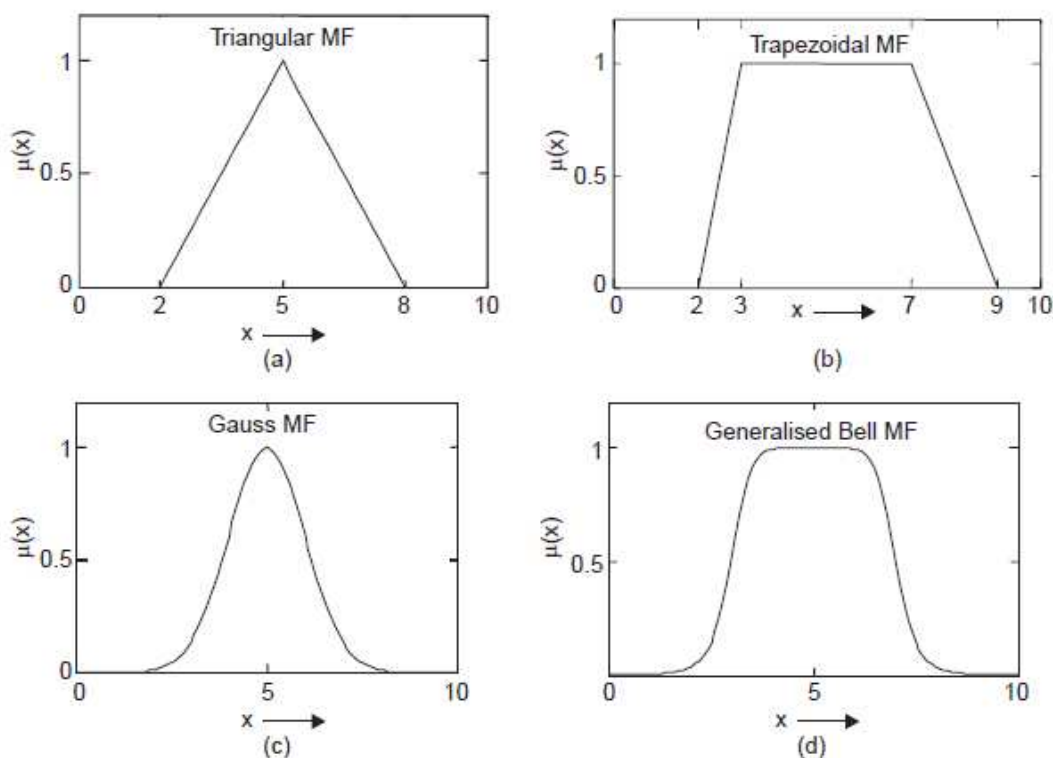 Triangular MF
1
0.5
0
μ(x)
0 2 5 8 10
x
(a)
Trapezoidal MF
1
0.5
0
μ(x)
0 2 3 7 9 10
x
(b)
Gauss MF
1
0.5
0
μ(x)
0 5 10
x
(c)
Generalised Bell MF
1
0.5
μ(x)
0 5 10
x
(d)